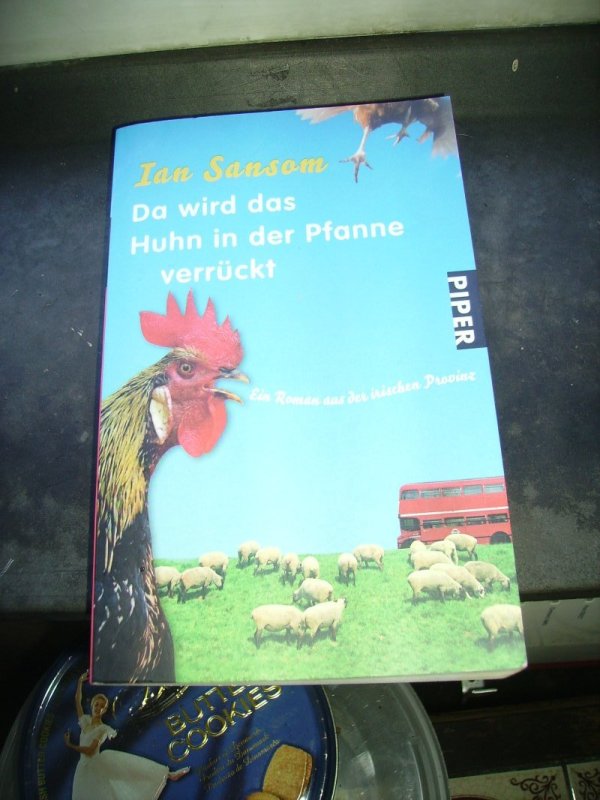 Ian Sansom
Da wird das
Huhn in der Pfanne
verrückt
PIPER
Ein Roman aus der irischen Provinz
BUTTER
COOKIES